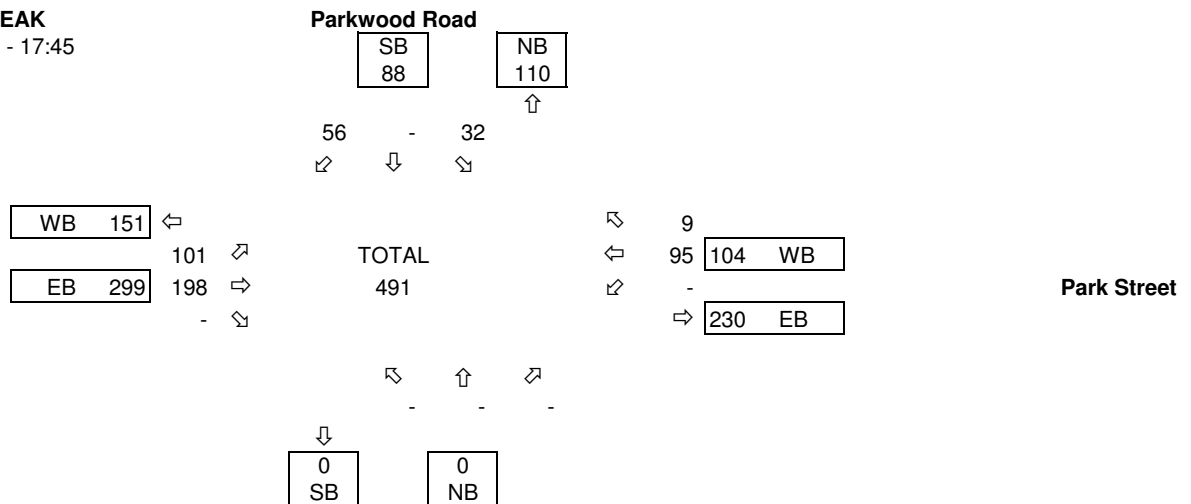 EAK Parkwood Road
- 17:45 SB NB
88 110
⇧
56 - 32
⬃ ⇩ ⬂
WB 151 ⇦ ⬁ 9
101 ⬀ TOTAL ⇦ 95 104 WB
EB 299 198 ⇨ 491 ⬃ - Park Street
- ⬂ ⇨ 230 EB
⬁ ⇧ ⬀
- - -
⇩
0 0
SB NB